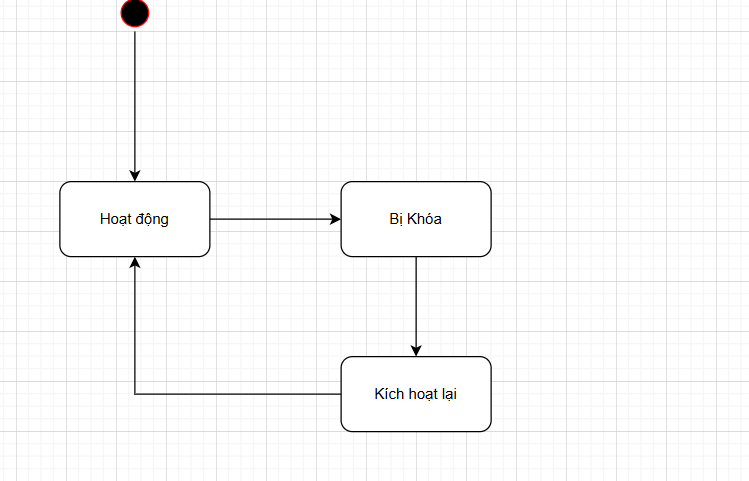 Hoạt động
Bị Khóa
Kích hoạt lại